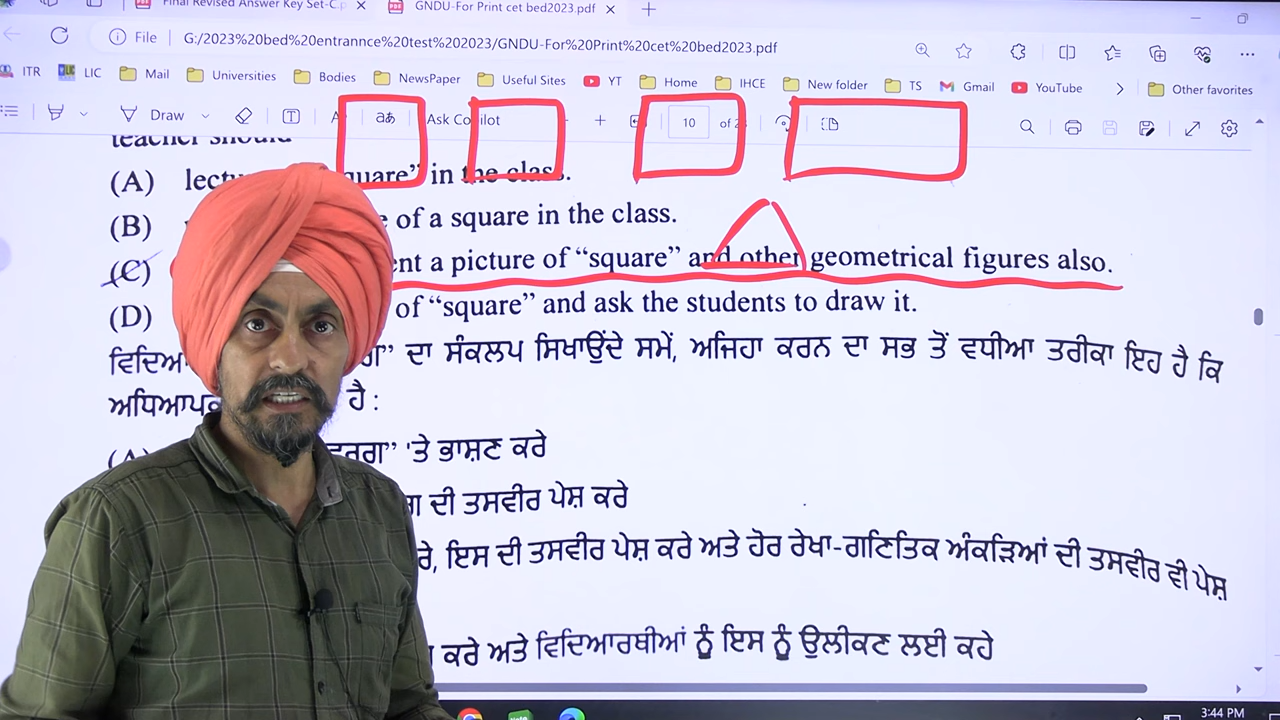 Final Revised Answer Key Set-C.p
GNDU-For Print cet bed2023.pdf
File G:/2023%20bed%20entrannce%20test%202023/GNDU-For%20Print%20cet%20bed2023.pdf
ITR LIC Mail Universities Bodies NewsPaper Useful Sites YT Home IHCE New folder TS Gmail YouTube Other favorites
Draw T aあ Ask Copilot 10 of 2
teacher should
(A) quare” in the class.
(B) of a square in the class.
(C) ent a picture of “square” and other geometrical figures also.
(D) of “square” and ask the students to draw it.
ਦਾ ਸੰਕਲਪ ਸਿਖਾਉਂਦੇ ਸਮੇਂ, ਅਜਿਹਾ ਕਰਨ ਦਾ ਸਭ ਤੋਂ ਵਧੀਆ ਤਰੀਕਾ ਇਹ ਹੈ ਕਿ
ਹੈ :
'ਤੇ ਭਾਸ਼ਣ ਕਰੇ
ਦੀ ਤਸਵੀਰ ਪੇਸ਼ ਕਰੇ
ਰੇ, ਇਸ ਦੀ ਤਸਵੀਰ ਪੇਸ਼ ਕਰੇ ਅਤੇ ਹੋਰ ਰੇਖਾ-ਗਣਿਤਿਕ ਅੰਕੜਿਆਂ ਦੀ ਤਸਵੀਰ ਵੀ ਪੇਸ਼
ਕਰੇ ਅਤੇ ਵਿਦਿਆਰਥੀਆਂ ਨੂੰ ਇਸ ਨੂੰ ਉਲੀਕਣ ਲਈ ਕਹੇ
3:44 PM